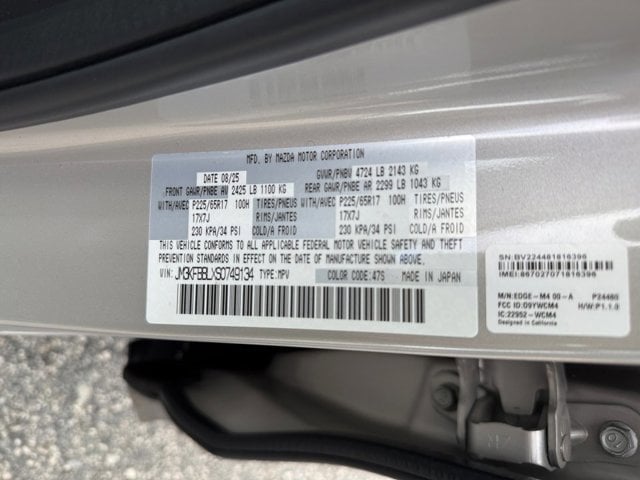 MFD. BY MAZDA MOTOR CORPORATION
DATE 08/25 GVWR/PNBV 4724 LB 2143 KG
FRONT GAWR/PNBE AV 2425 LB 1100 KG REAR GAWR/PNBE AR 2299 LB 1043 KG
WITH/AVEC P225/65R17 100H TIRES/PNEUS WITH/AVEC P225/65R17 100H TIRES/PNEUS
17X7J RIMS/JANTES 17X7J RIMS/JANTES
230 KPA/34 PSI COLD/A FROID 230 KPA/34 PSI COLD/A FROID
THIS VEHICLE CONFORMS TO ALL APPLICABLE FEDERAL MOTOR VEHICLE SAFETY AND THEFT
PREVENTION STANDARDS IN EFFECT ON THE DATE OF MANUFACTURE SHOWN ABOVE.
VIN: JM3KFBBLXS0749134 TYPE:MPV COLOR CODE:47S MADE IN JAPAN
SN:BV224481816396
IMEI:867027071816396
M/N:EDGE-M4 00-A P24480
FCC ID:O9YWCM4 H/W:P1.1.0
IC:22952-WCM4
Designed in California